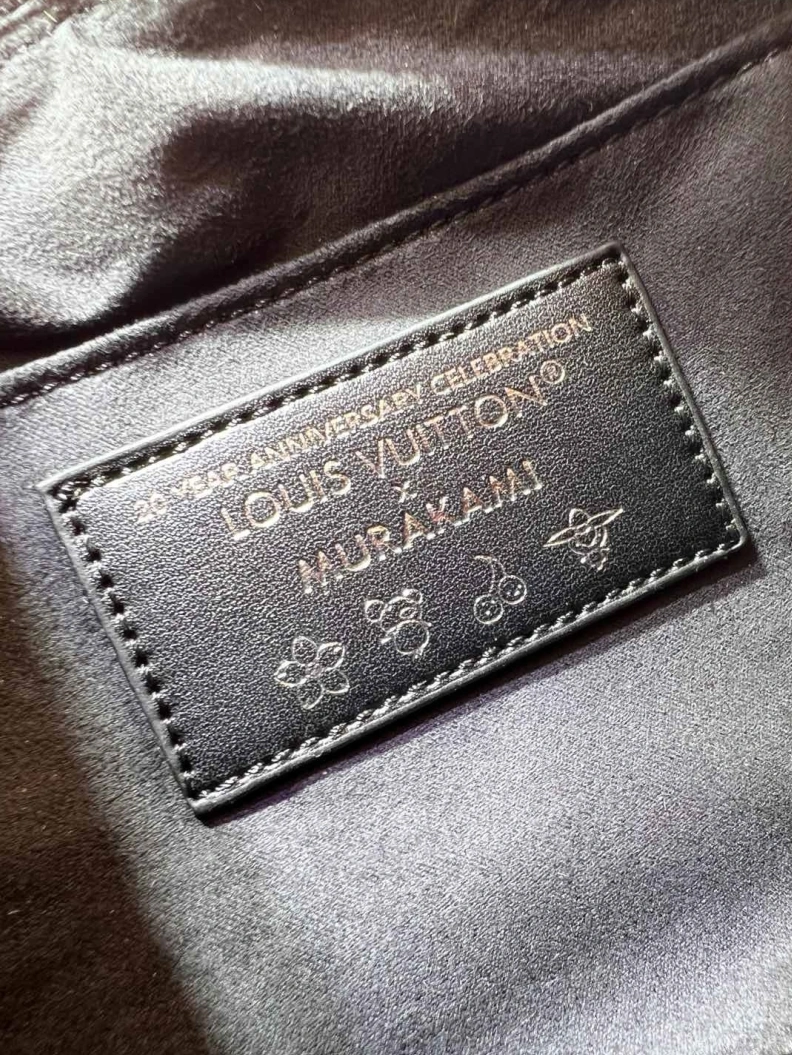 20 YEAR ANNIVERSARY CELEBRATION
LOUIS VUITTON®
x
MURAKAMI